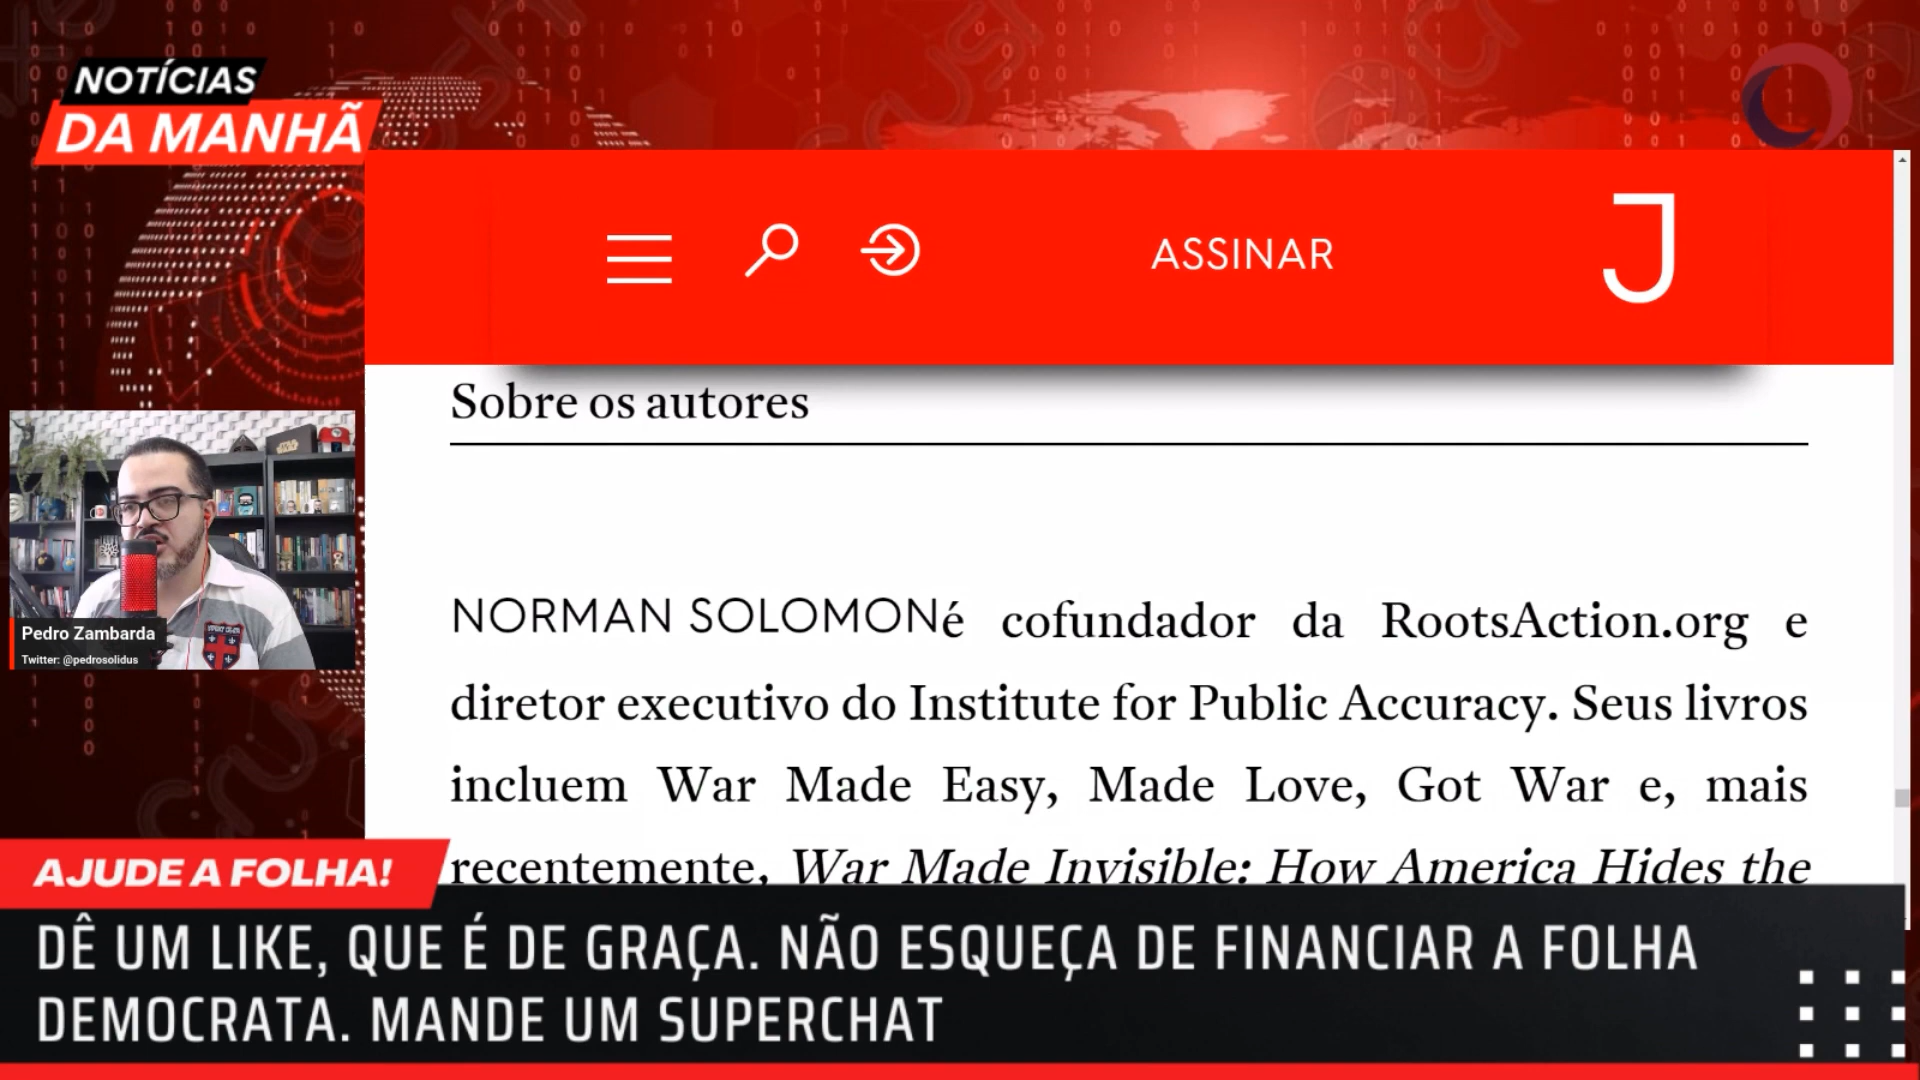 NOTÍCIAS
DA MANHÃ
ASSINAR
J
Sobre os autores
NORMAN SOLOMONé cofundador da RootsAction.org e
diretor executivo do Institute for Public Accuracy. Seus livros
incluem War Made Easy, Made Love, Got War e, mais
recentemente, War Made Invisible: How America Hides the
Pedro Zambarda
Twitter: @pedrosolidus
AJUDE A FOLHA!
DÊ UM LIKE, QUE É DE GRAÇA. NÃO ESQUEÇA DE FINANCIAR A FOLHA
DEMOCRATA. MANDE UM SUPERCHAT